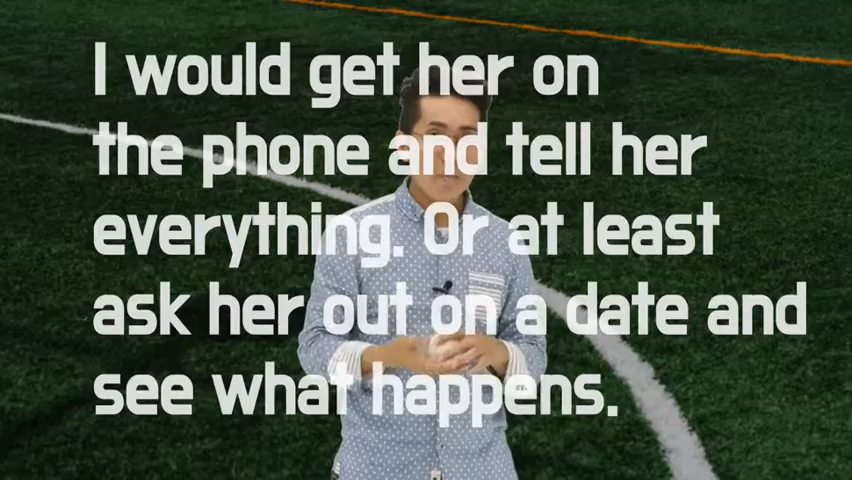 I would get her on
the phone and tell her
everything. Or at least
ask her out on a date and
see what happens.